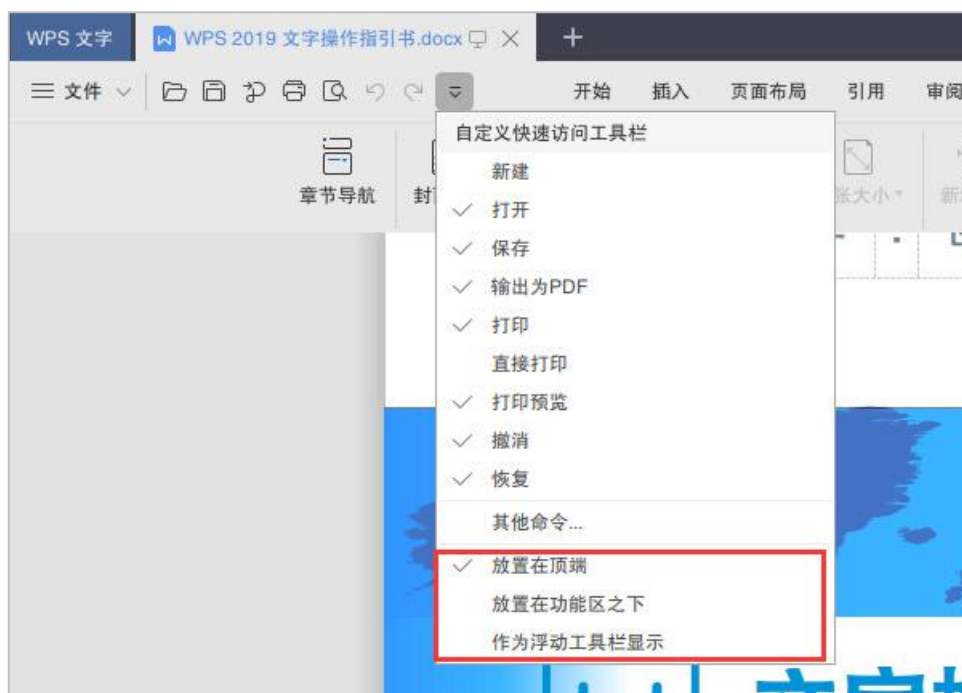 WPS 文字
WPS 2019 文字操作指引书.docx
文件
开始 插入 页面布局 引用 审阅
自定义快速访问工具栏
章节导航
新建
打开
保存
输出为PDF
打印
直接打印
打印预览
撤消
恢复
其他命令...
放置在顶端
放置在功能区之下
作为浮动工具栏显示